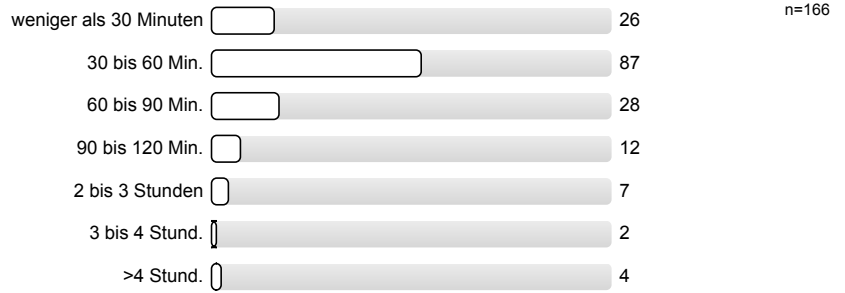 weniger als 30 Minuten 26 n=166
30 bis 60 Min. 87
60 bis 90 Min. 28
90 bis 120 Min. 12
2 bis 3 Stunden 7
3 bis 4 Stund. 2
>4 Stund. 4